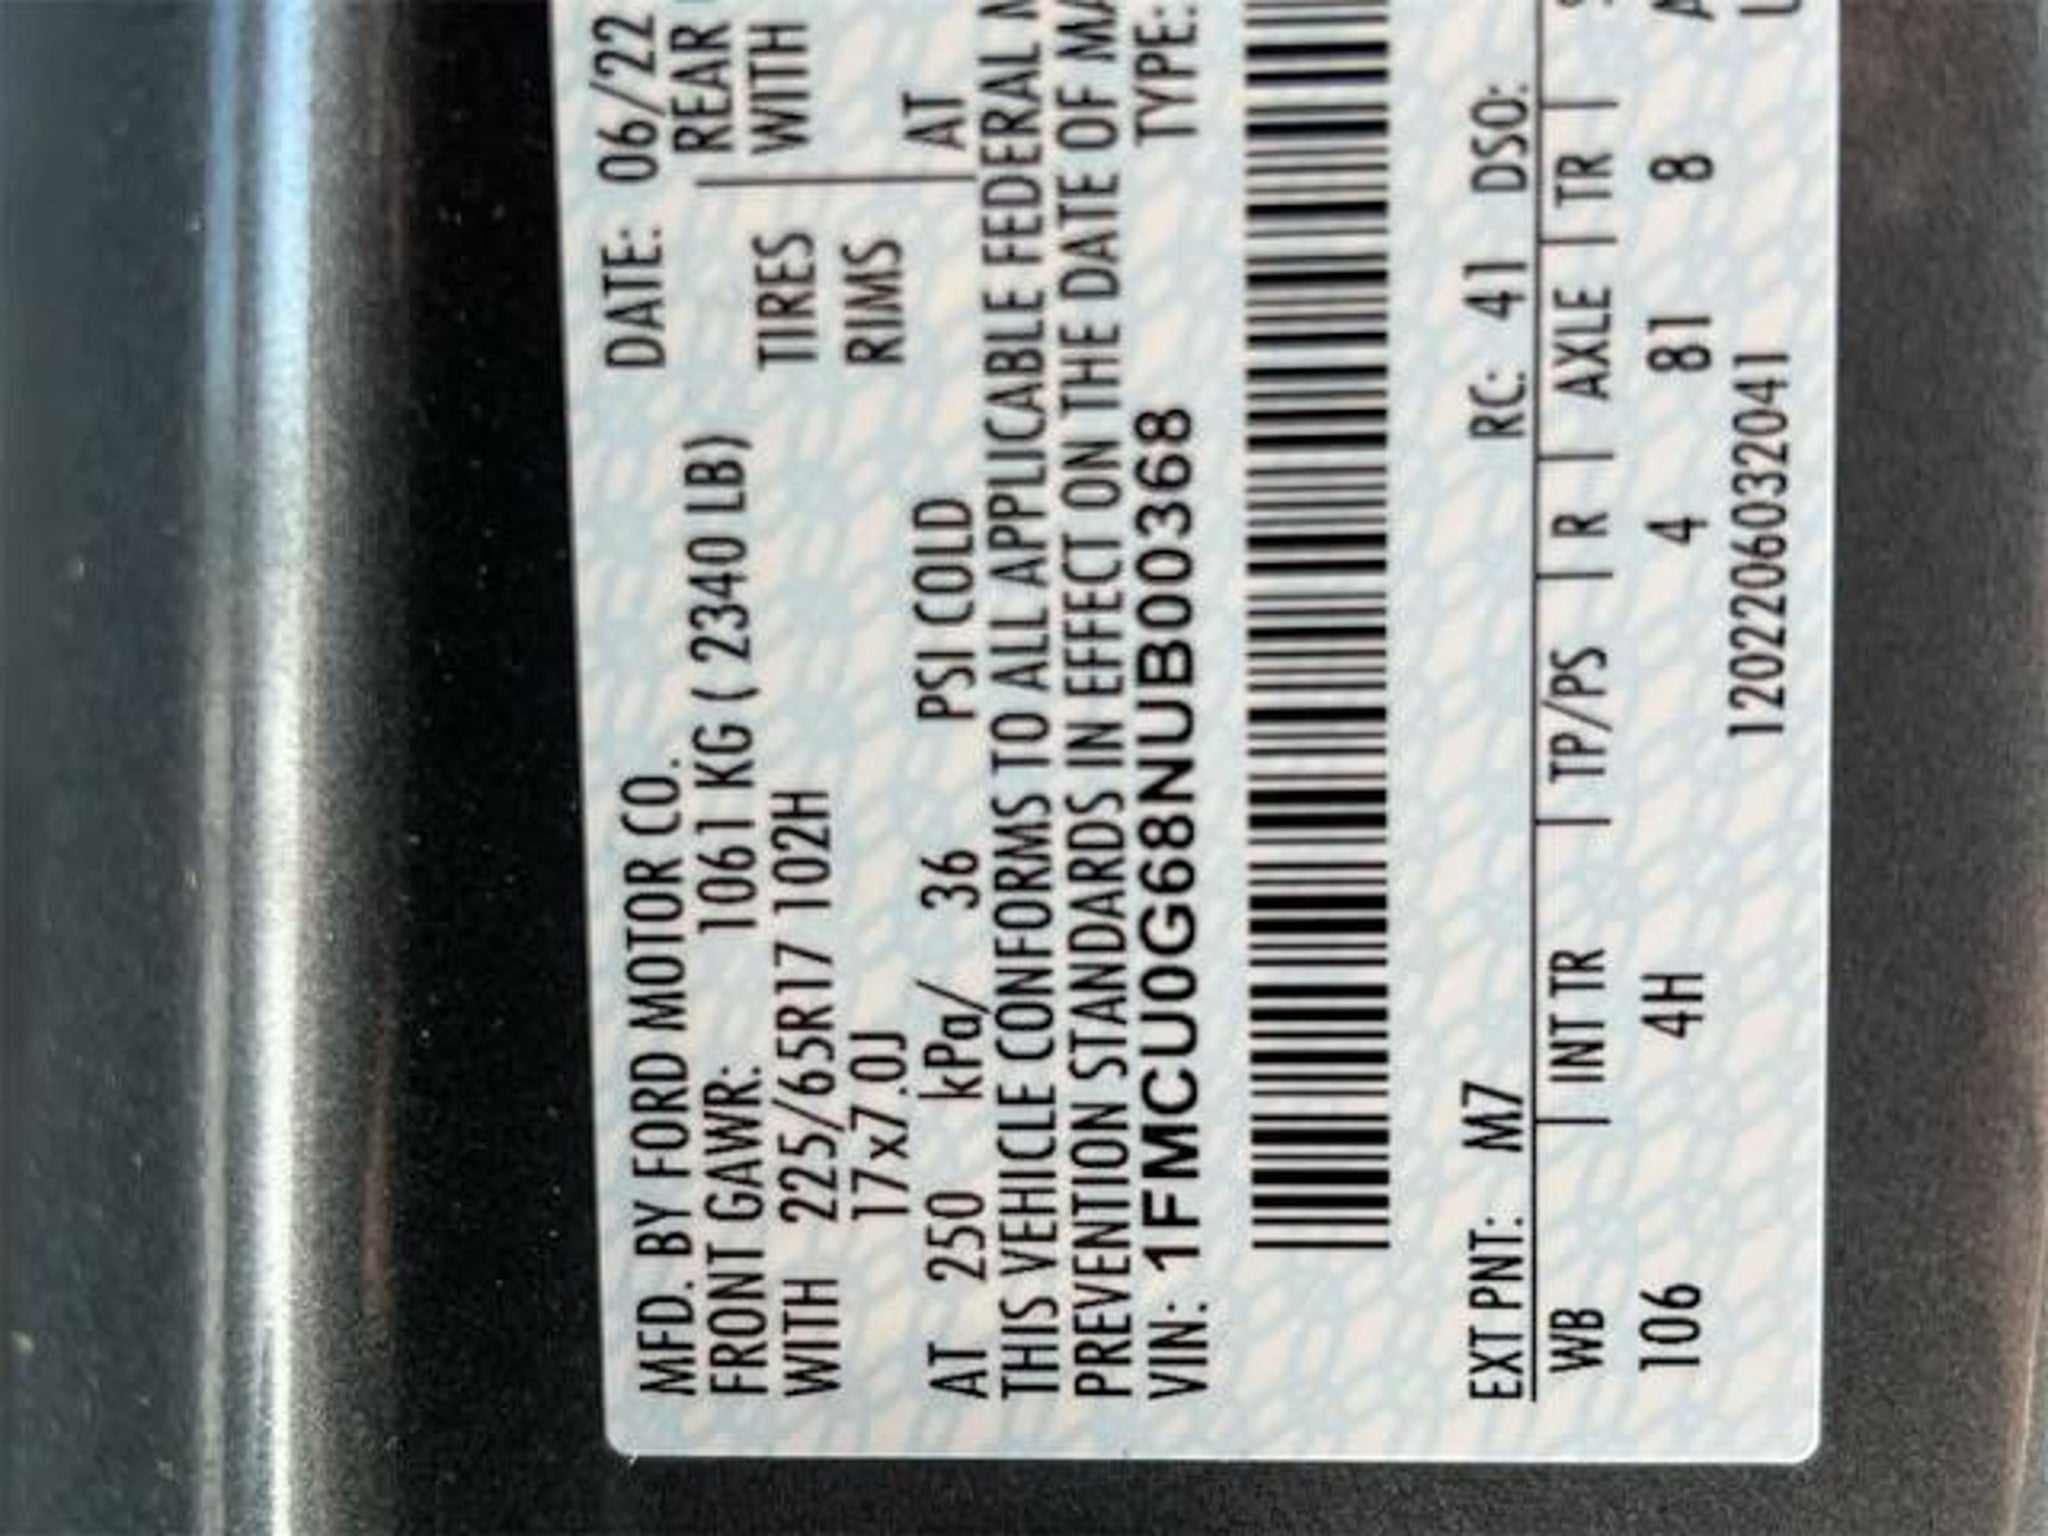 MFD. BY FORD MOTOR CO. DATE: 06/22
FRONT GAWR: 1061 KG ( 2340 LB) REAR
WITH 225/65R17 102H TIRES WITH
17x7.0J RIMS
AT 250 kPa/ 36 PSI COLD AT
THIS VEHICLE CONFORMS TO ALL APPLICABLE FEDERAL
PREVENTION STANDARDS IN EFFECT ON THE DATE OF
VIN: 1FMCU0G68NUB00368 TYPE:
EXT PNT: M7 RC: 41 DSO:
WB | INT TR | TP/PS | R | AXLE | TR |
106 4H 4 81 8
1202206032041